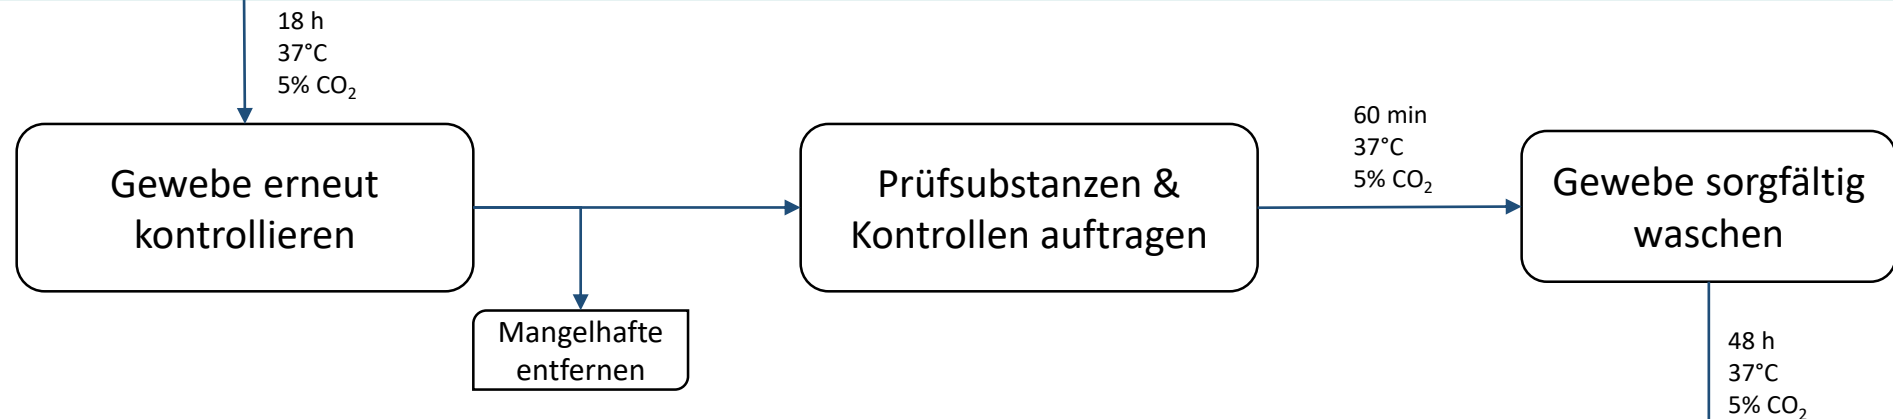 18 h
37°C
5% CO₂
Gewebe erneut
kontrollieren
Mangelhafte
entfernen
Prüfsubstanzen &
Kontrollen auftragen
60 min
37°C
5% CO₂
Gewebe sorgfältig
waschen
48 h
37°C
5% CO₂